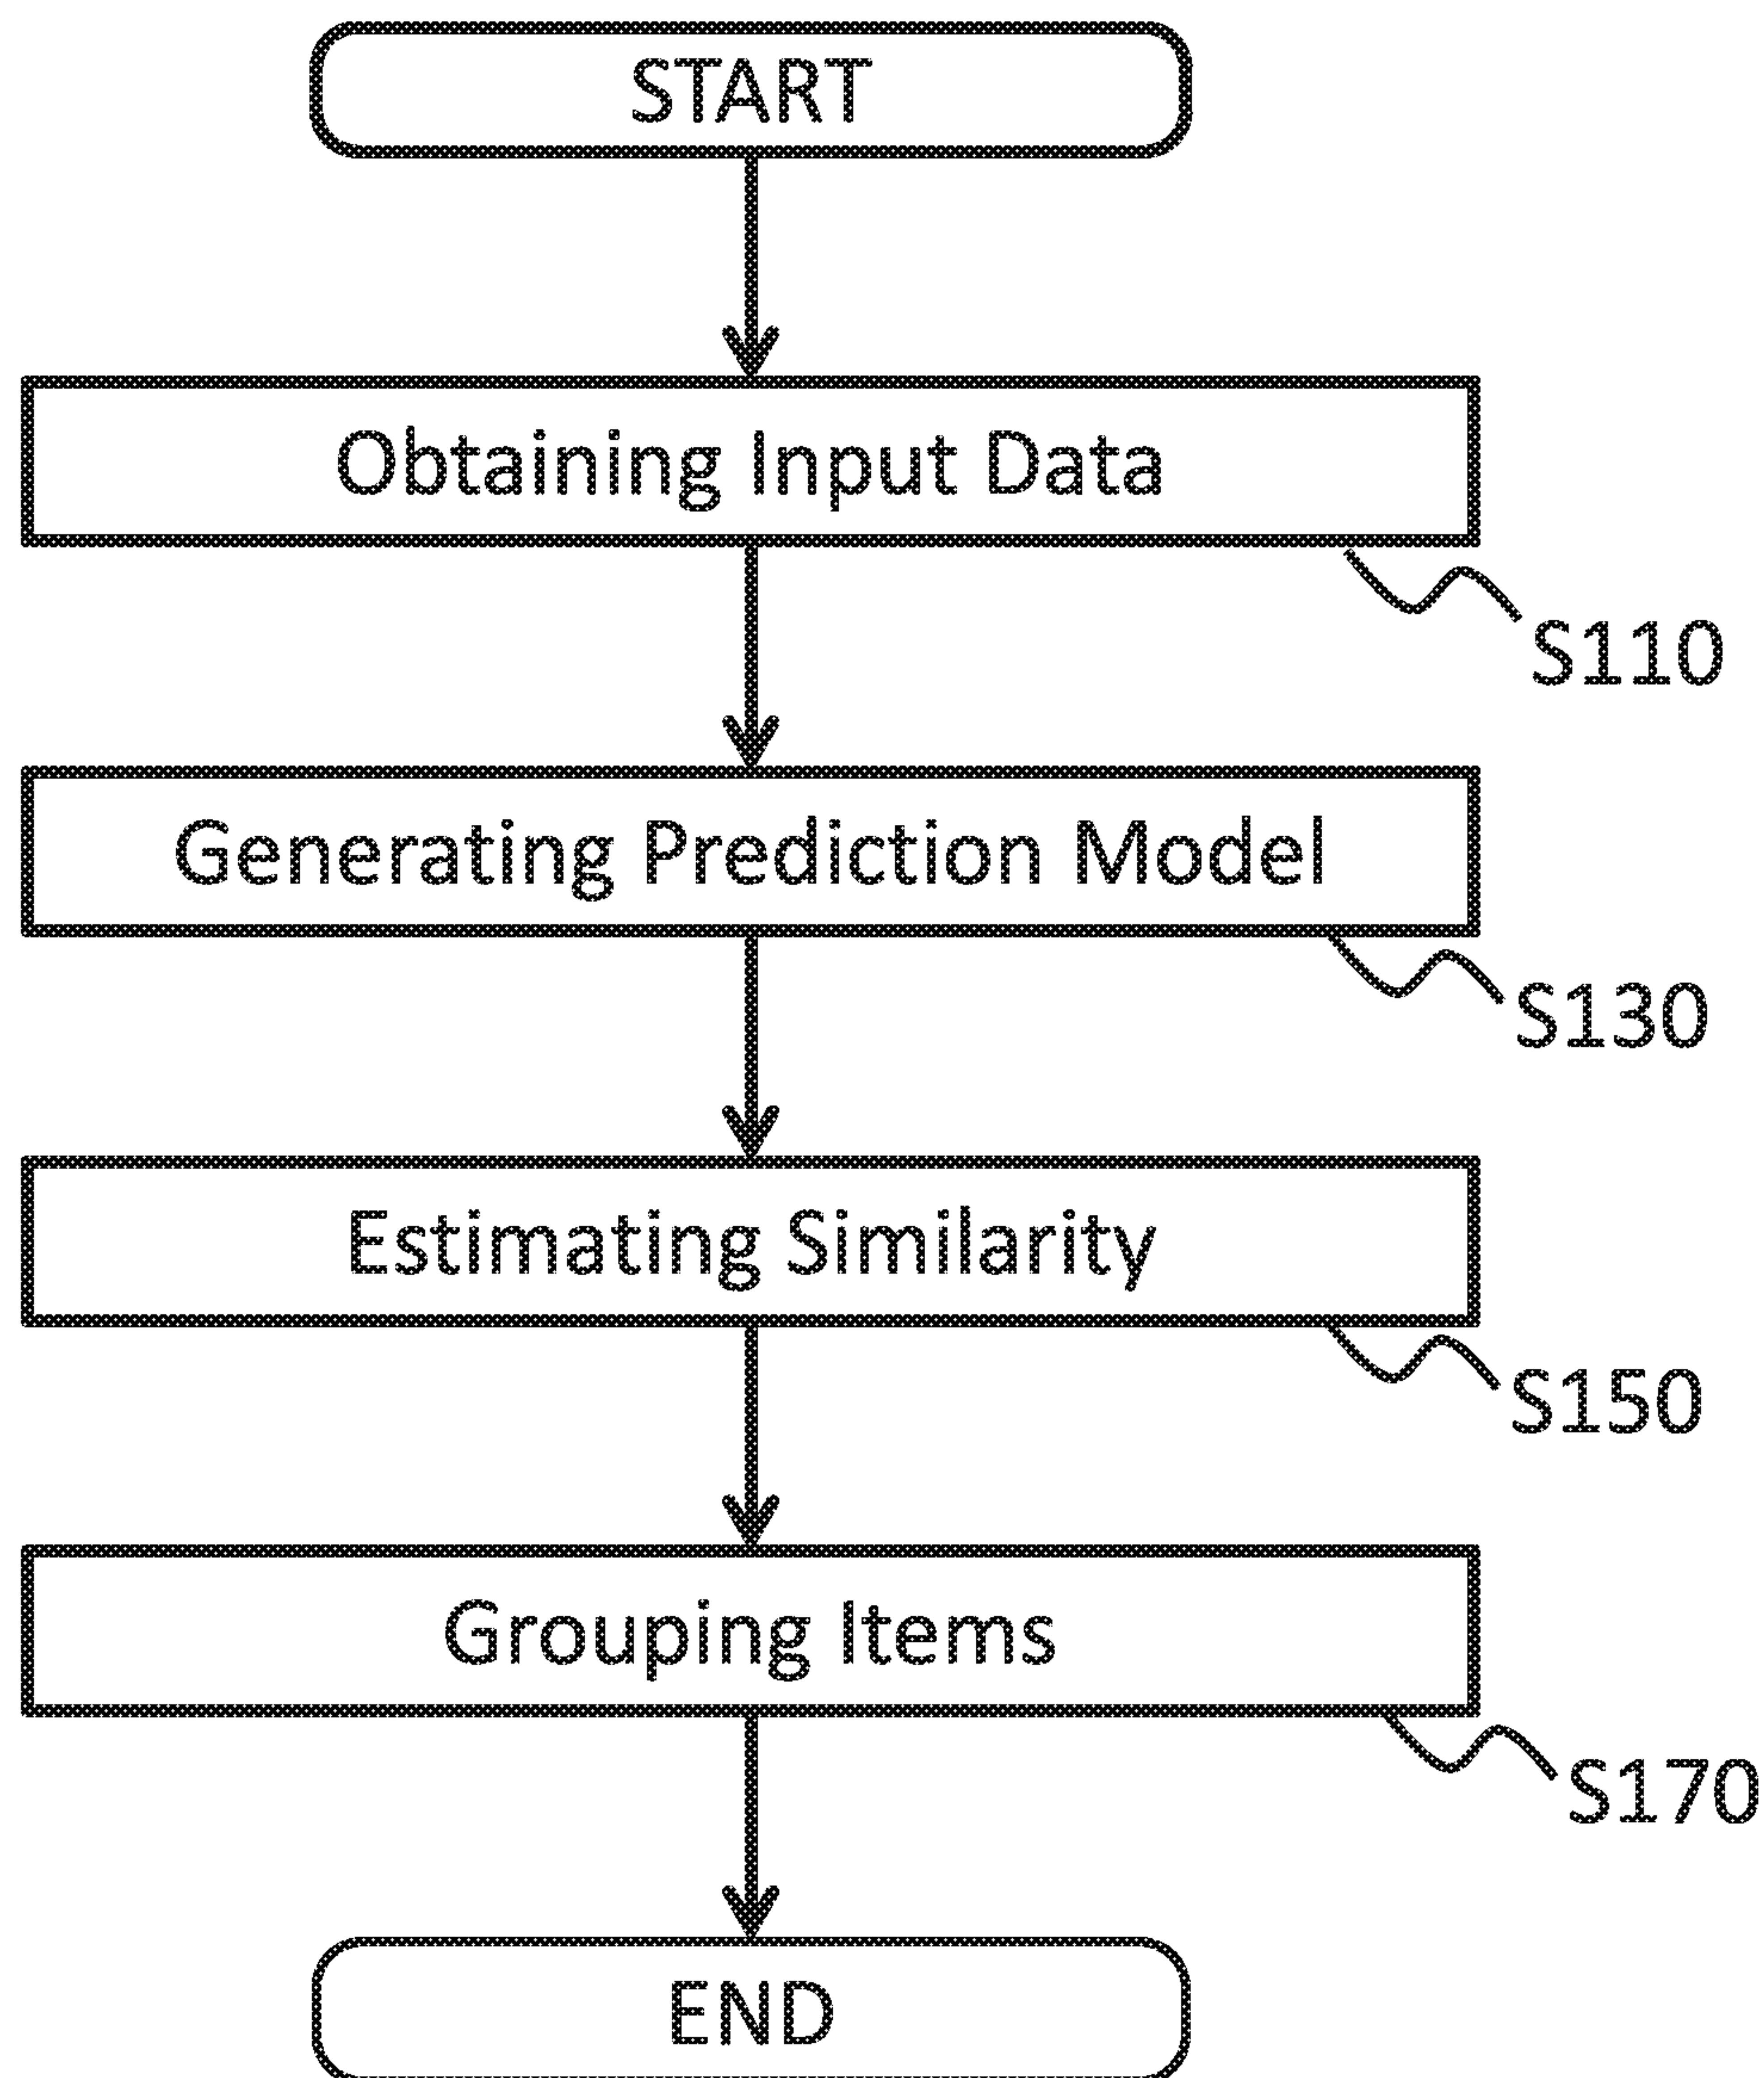 START
Obtaining Input Data
S110
Generating Prediction Model
S130
Estimating Similarity
S150
Grouping Items
S170
END